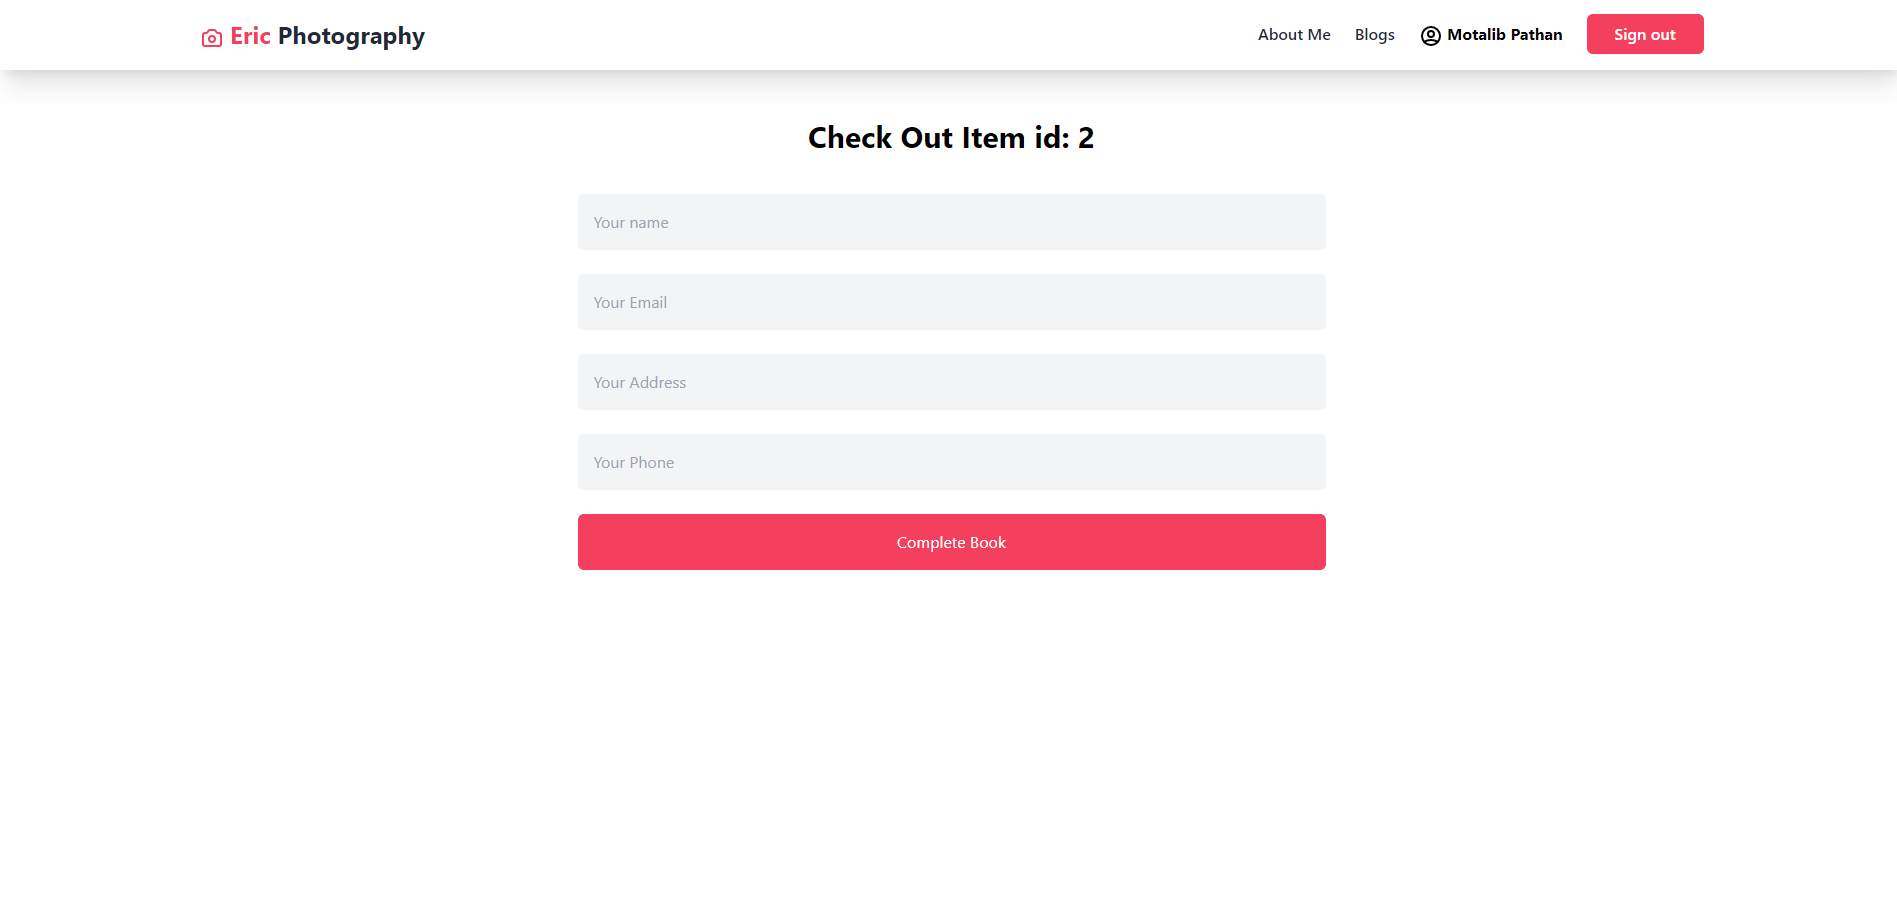 Eric Photography
About Me
Blogs
Motalib Pathan
Sign out
Check Out Item id: 2
Your name
Your Email
Your Address
Your Phone
Complete Book